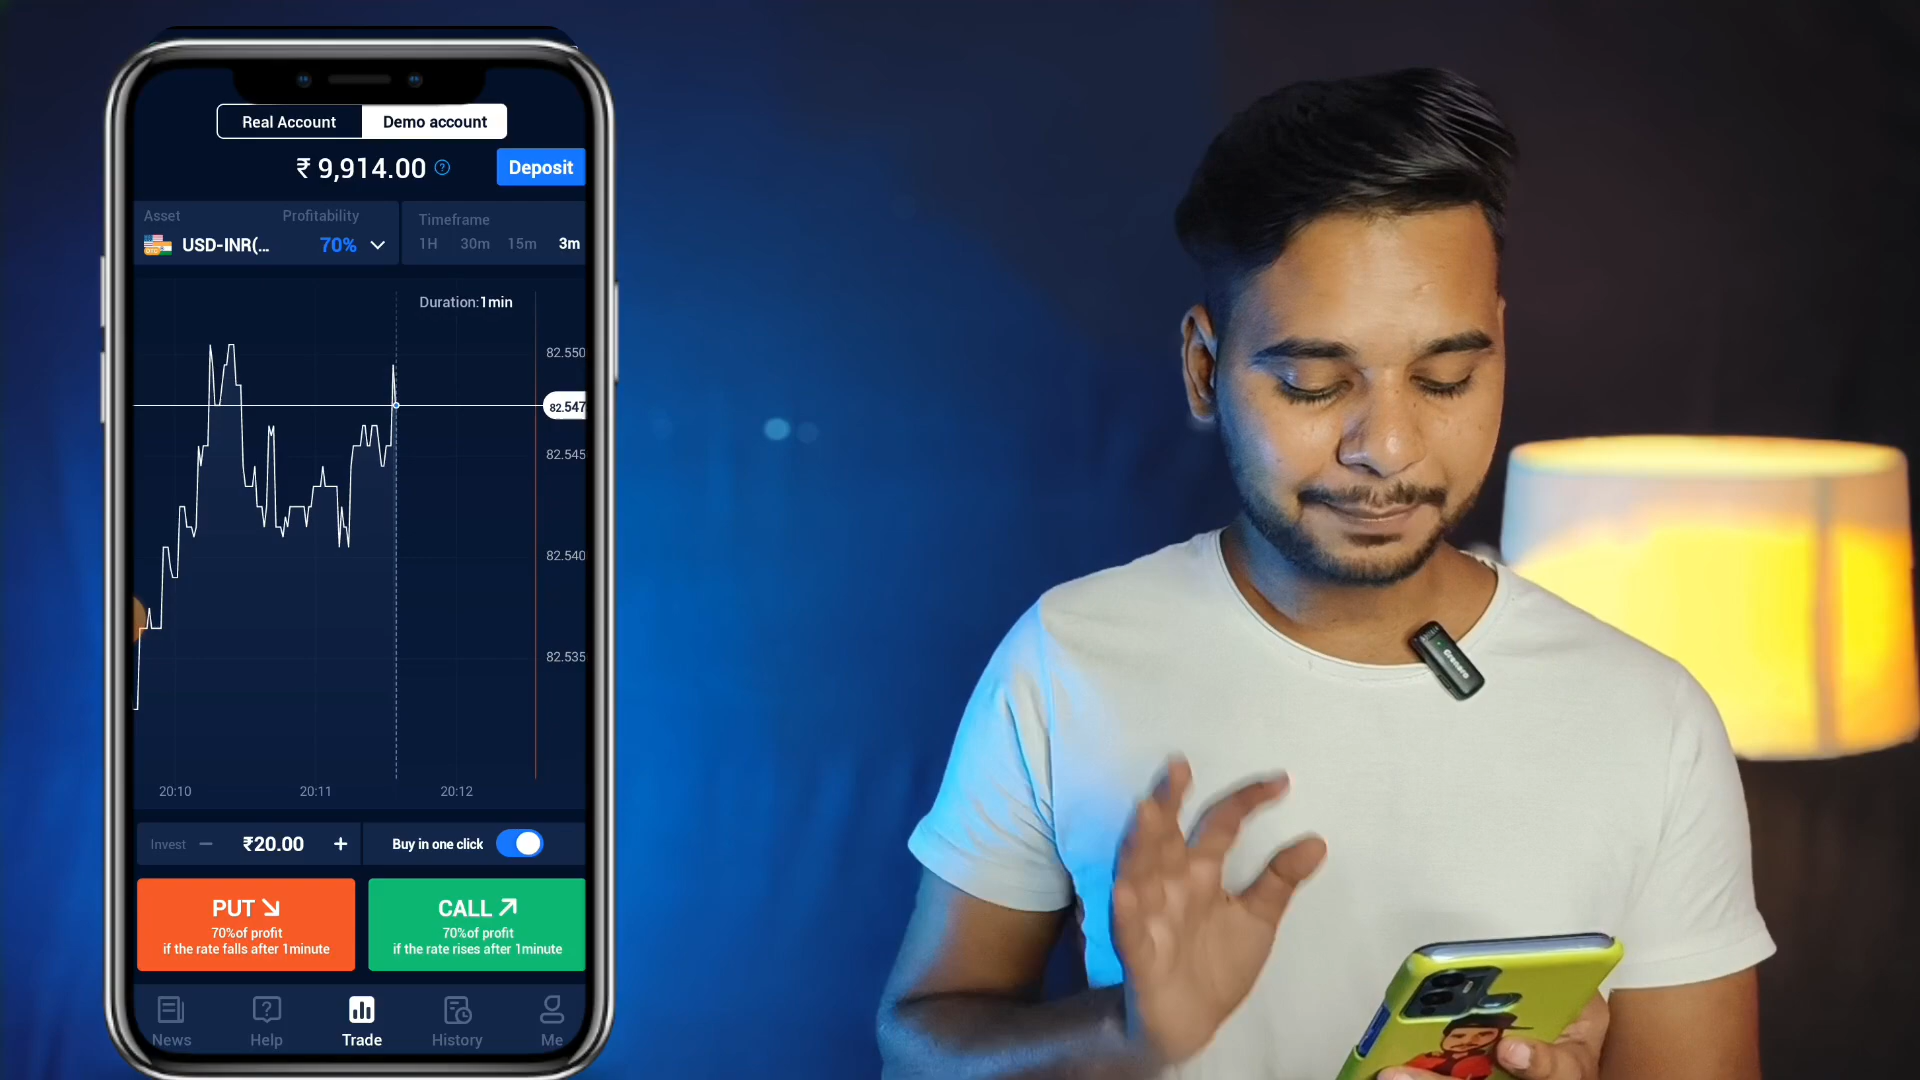 Real Account
Demo account
₹ 9,914.00
Deposit
Asset
Profitability
USD-INR(...
70%
Timeframe
1H 30m 15m 3m
Duration:1min
82.550
82.547
82.545
82.540
82.535
20:10 20:11 20:12
Invest − ₹20.00 +
Buy in one click
PUT
70%of profit
if the rate falls after 1minute
CALL
70%of profit
if the rate rises after 1minute
News
Help
Trade
History
Me